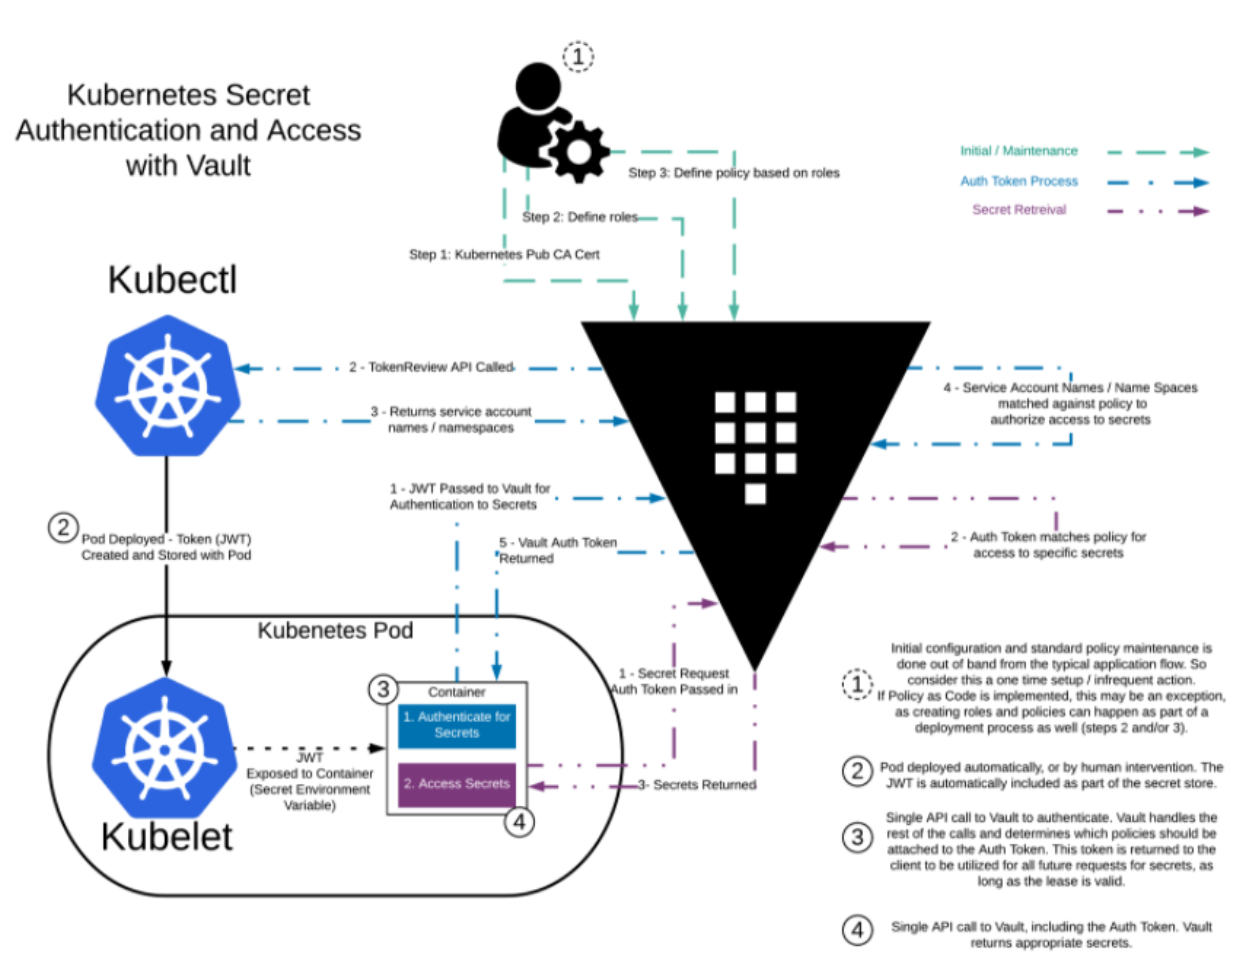 Kubernetes Secret
Authentication and Access
with Vault
1
Step 3: Define policy based on roles
Step 2: Define roles
Step 1: Kubernetes Pub CA Cert
Initial / Maintenance
Auth Token Process
Secret Retreival
Kubectl
2 - TokenReview API Called
3 - Returns service account
names / namespaces
4 - Service Account Names / Name Spaces
matched against policy to
authorize access to secrets
1 - JWT Passed to Vault for
Authentication to Secrets
5 - Vault Auth Token
Returned
2 - Auth Token matches policy for
access to specific secrets
2
Pod Deployed - Token (JWT)
Created and Stored with Pod
Kubenetes Pod
3
Container
1. Authenticate for
Secrets
2. Access Secrets
4
JWT
Exposed to Container
(Secret Environment
Variable)
Kubelet
1 - Secret Request
Auth Token Passed in
3- Secrets Returned
1
Initial configuration and standard policy maintenance is
done out of band from the typical application flow. So
consider this a one time setup / infrequent action.
If Policy as Code is implemented, this may be an exception,
as creating roles and policies can happen as part of a
deployment process as well (steps 2 and/or 3).
2
Pod deployed automatically, or by human intervention. The
JWT is automatically included as part of the secret store.
3
Single API call to Vault to authenticate. Vault handles the
rest of the calls and determines which policies should be
attached to the Auth Token. This token is returned to the
client to be utilized for all future requests for secrets, as
long as the lease is valid.
4
Single API call to Vault, including the Auth Token. Vault
returns appropriate secrets.